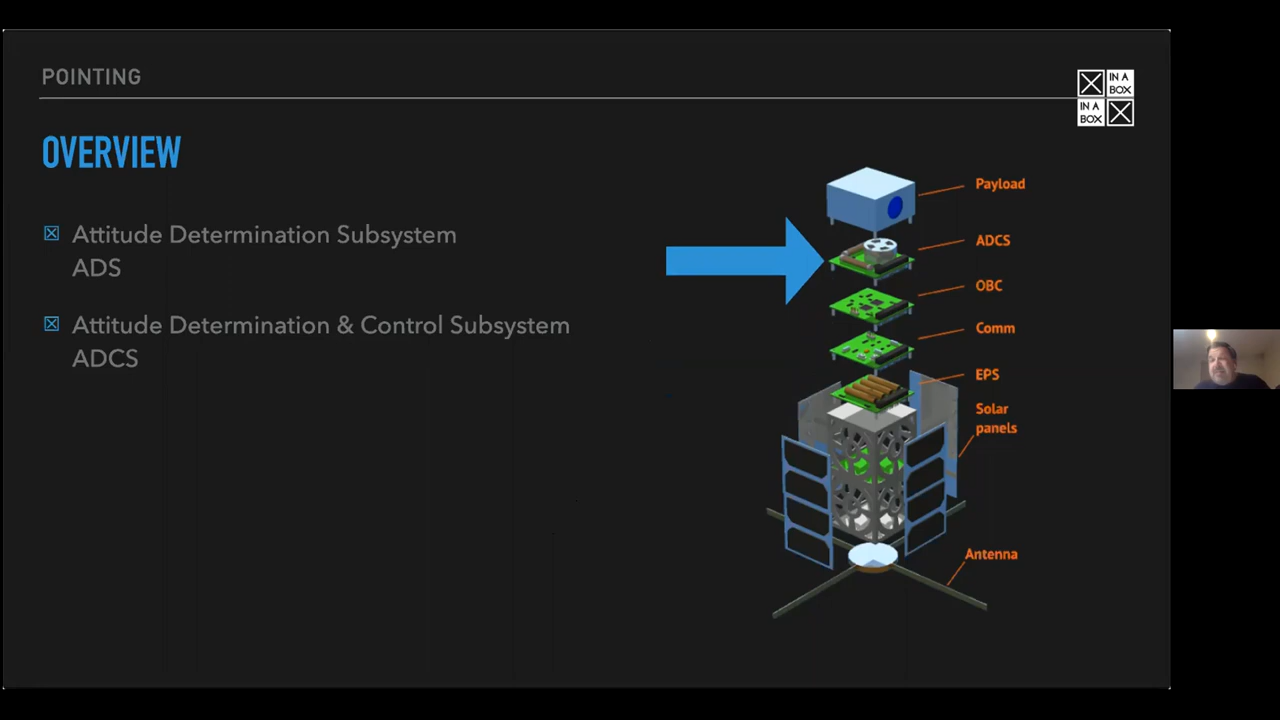 POINTING
IN A
BOX
IN A
BOX
OVERVIEW
Attitude Determination Subsystem
ADS
Attitude Determination & Control Subsystem
ADCS
Payload
ADCS
OBC
Comm
EPS
Solar
panels
Antenna